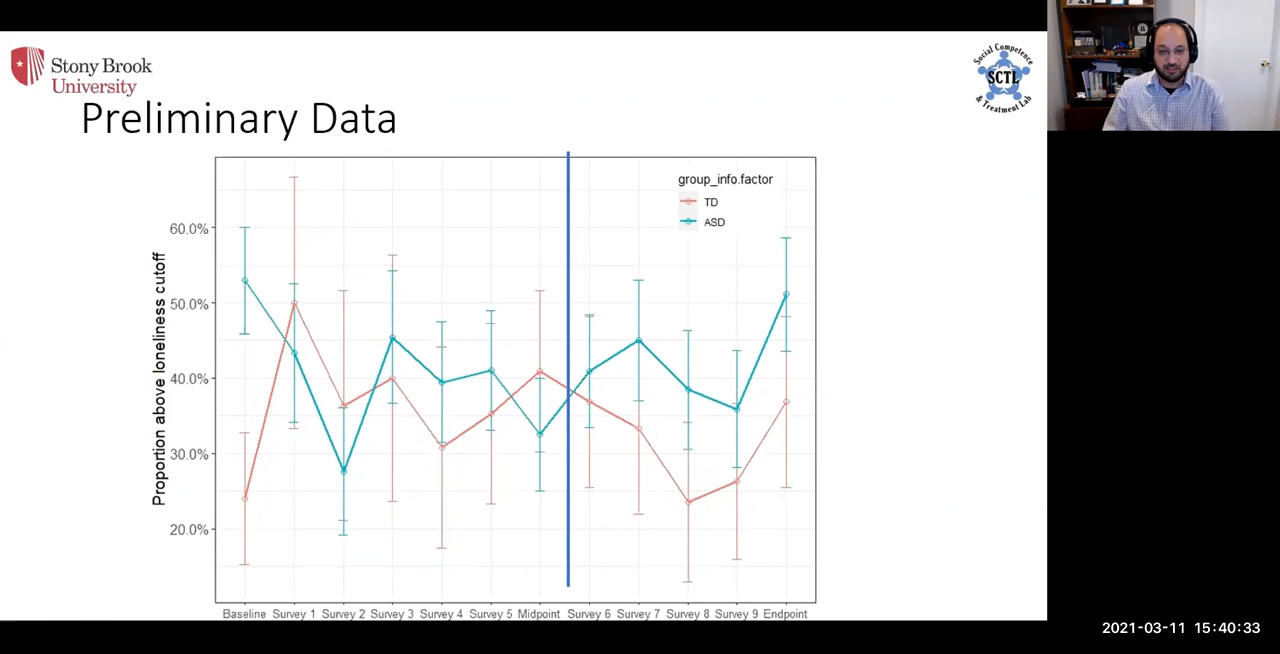 Stony Brook
University
Preliminary Data
Social Competence
SCTL
& Treatment Lab
group_info.factor
TD
ASD
Proportion above loneliness cutoff
60.0%
50.0%
40.0%
30.0%
20.0%
Baseline Survey 1 Survey 2 Survey 3 Survey 4 Survey 5 Midpoint Survey 6 Survey 7 Survey 8 Survey 9 Endpoint
2021-03-11 15:40:33